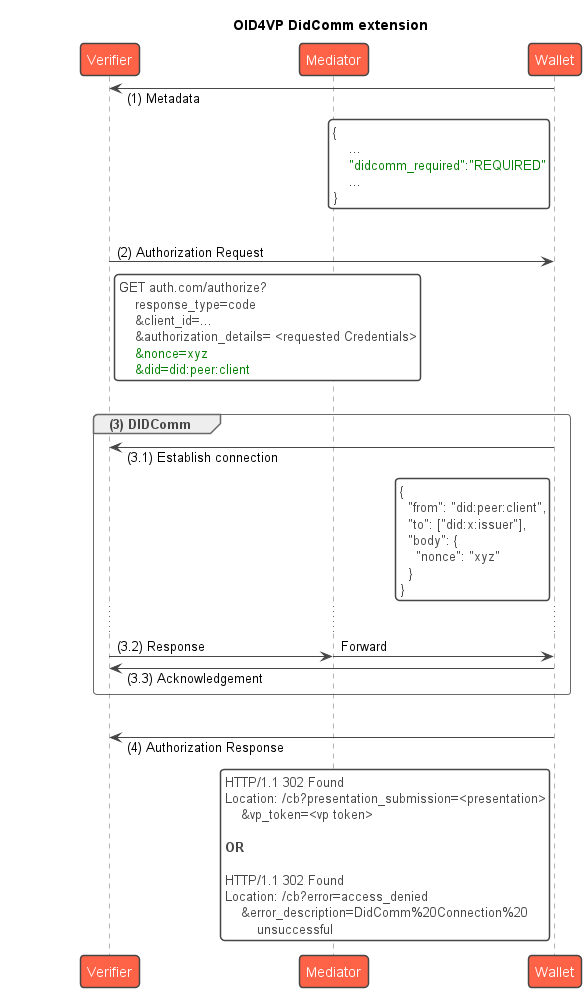 OID4VP DidComm extension
Verifier Mediator Wallet
(1) Metadata
{
...
"didcomm_required":"REQUIRED"
...
}
(2) Authorization Request
GET auth.com/authorize?
response_type=code
&client_id=...
&authorization_details= <requested Credentials>
&nonce=xyz
&did=did:peer:client
(3) DIDComm
(3.1) Establish connection
{
"from": "did:peer:client",
"to": ["did:x:issuer"],
"body": {
"nonce": "xyz"
}
}
(3.2) Response Forward
(3.3) Acknowledgement
(4) Authorization Response
HTTP/1.1 302 Found
Location: /cb?presentation_submission=<presentation>
&vp_token=<vp token>
OR
HTTP/1.1 302 Found
Location: /cb?error=access_denied
&error_description=DidComm%20Connection%20
unsuccessful
Verifier Mediator Wallet